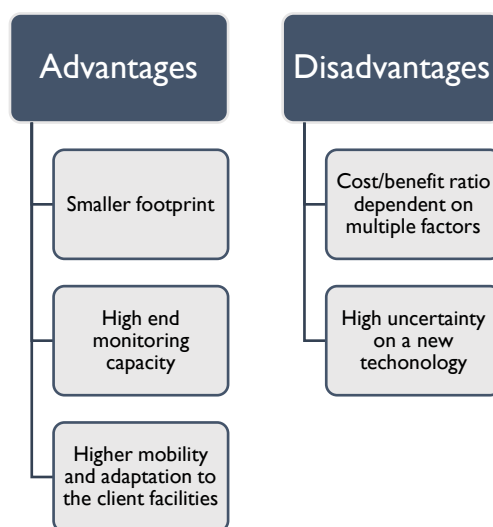 Advantages
Smaller footprint
High end
monitoring
capacity
Higher mobility
and adaptation to
the client facilities
Disadvantages
Cost/benefit ratio
dependent on
multiple factors
High uncertainty
on a new
techonology